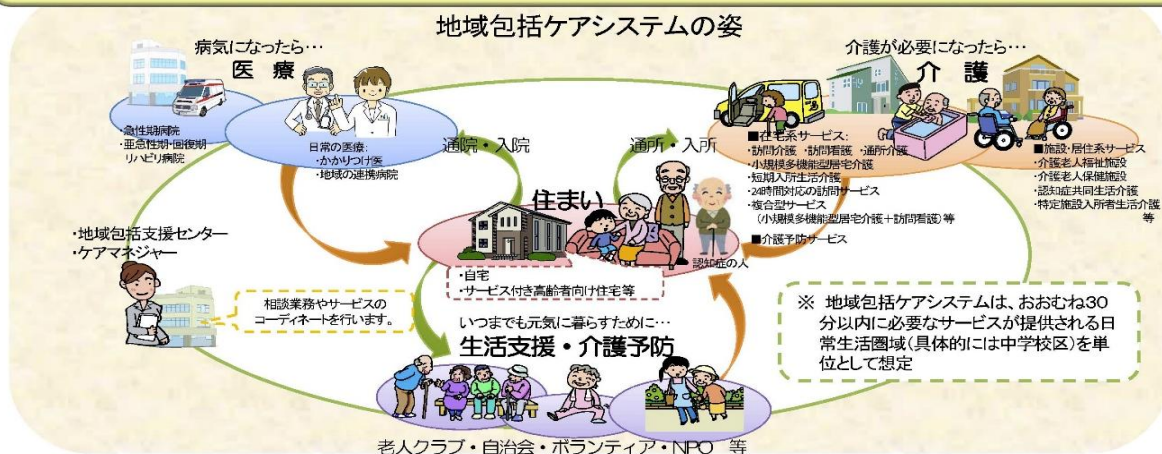 地域包括ケアシステムの姿
病気になったら…
医 療
・急性期病院
・亜急性期・回復期
リハビリ病院
日常の医療:
・かかりつけ医
・地域の連携病院
通院・入院
通所・入所
介護が必要になったら…
介 護
■在宅系サービス:
・訪問介護 ・訪問看護 ・通所介護
・小規模多機能型居宅介護
・短期入所生活介護
・24時間対応の訪問サービス
・複合型サービス
(小規模多機能型居宅介護+訪問看護)等
■介護予防サービス
■施設・居住系サービス
・介護老人福祉施設
・介護老人保健施設
・認知症共同生活介護
・特定施設入所者生活介護
等
住まい
認知症の人
・自宅
・サービス付き高齢者向け住宅等
・地域包括支援センター
・ケアマネジャー
相談業務やサービスの
コーディネートを行います。
いつまでも元気に暮らすために…
生活支援・介護予防
老人クラブ・自治会・ボランティア・NPO 等
※ 地域包括ケアシステムは、おおむね30
分以内に必要なサービスが提供される日
常生活圏域(具体的には中学校区)を単
位として想定